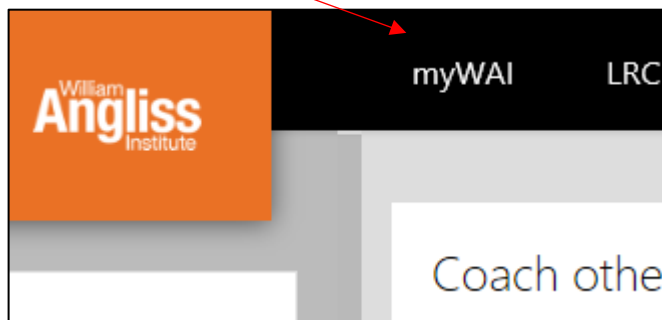 William
Angliss
Institute
myWAI
LRC
Coach othe